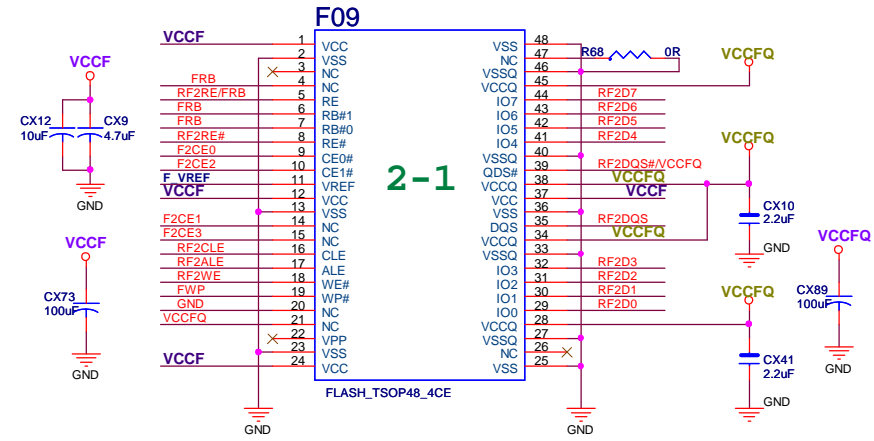 F09
VCCF 1 VCC VSS 48
2 VSS NC 47 R68 0R VCCFQ
VCCF 3 NC VSSQ 46
FRB 4 NC VCCQ 45
RF2RE/FRB 5 RE IO7 44 RF2D7
FRB 6 RB#1 IO6 43 RF2D6
CX12 CX9 FRB 7 RB#0 IO5 42 RF2D5
10uF 4.7uF RF2RE# 8 RE# IO4 41 RF2D4 VCCFQ
F2CE0 9 CE0# VSSQ 40
F2CE2 10 CE1# QDS# 39 RF2DQS#/VCCFQ
F_VREF 11 VREF 2-1 VCCQ 38 VCCFQ
GND VCCF 12 VCC VCC 37 VCCF
13 VSS VSS 36 CX10
F2CE1 14 NC DQS 35 RF2DQS 2.2uF
VCCF F2CE3 15 NC VCCQ 34 VCCFQ VCCFQ
RF2CLE 16 CLE VSSQ 33 GND
RF2ALE 17 ALE IO3 32 RF2D3
RF2WE 18 WE# IO2 31 RF2D2
CX73 FWP 19 WP# IO1 30 RF2D1 VCCFQ CX89
100uF GND 20 NC IO0 29 RF2D0 100uF
VCCFQ 21 NC VCCQ 28
22 VPP VSSQ 27
23 VSS NC 26 CX41
GND VCCF 24 VCC VSS 25 2.2uF GND
FLASH_TSOP48_4CE
GND
GND GND